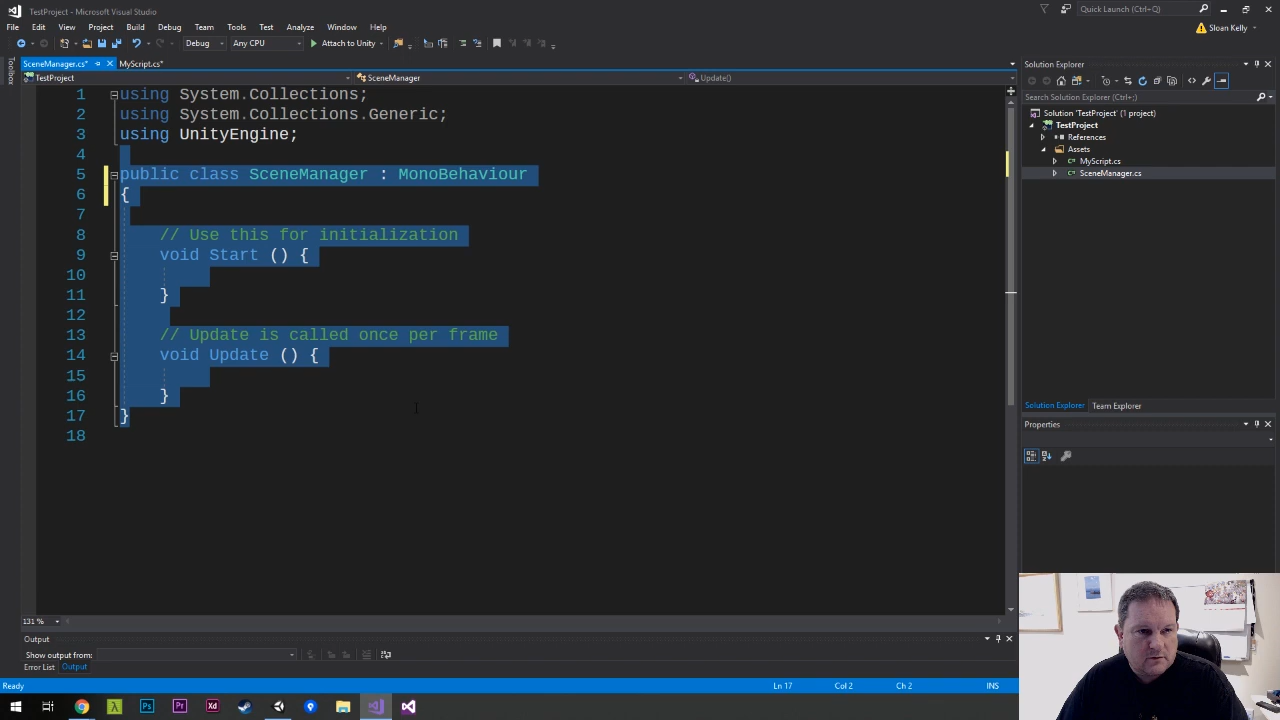 TestProject - Microsoft Visual Studio
Quick Launch (Ctrl+Q)
File Edit View Project Build Debug Team Tools Test Analyze Window Help
Sloan Kelly
Debug Any CPU Attach to Unity
Toolbox
SceneManager.cs* MyScript.cs*
TestProject SceneManager Update()
1 using System.Collections;
2 using System.Collections.Generic;
3 using UnityEngine;
4
5 public class SceneManager : MonoBehaviour
6 {
7
8 // Use this for initialization
9 void Start () {
10
11 }
12
13 // Update is called once per frame
14 void Update () {
15
16 }
17 }
18
131 %
Output
Show output from:
Error List Output
Solution Explorer
Search Solution Explorer (Ctrl+;)
Solution 'TestProject' (1 project)
TestProject
References
Assets
MyScript.cs
SceneManager.cs
Solution Explorer Team Explorer
Properties
Ready Ln 17 Col 2 Ch 2 INS
Ps Pr Xd